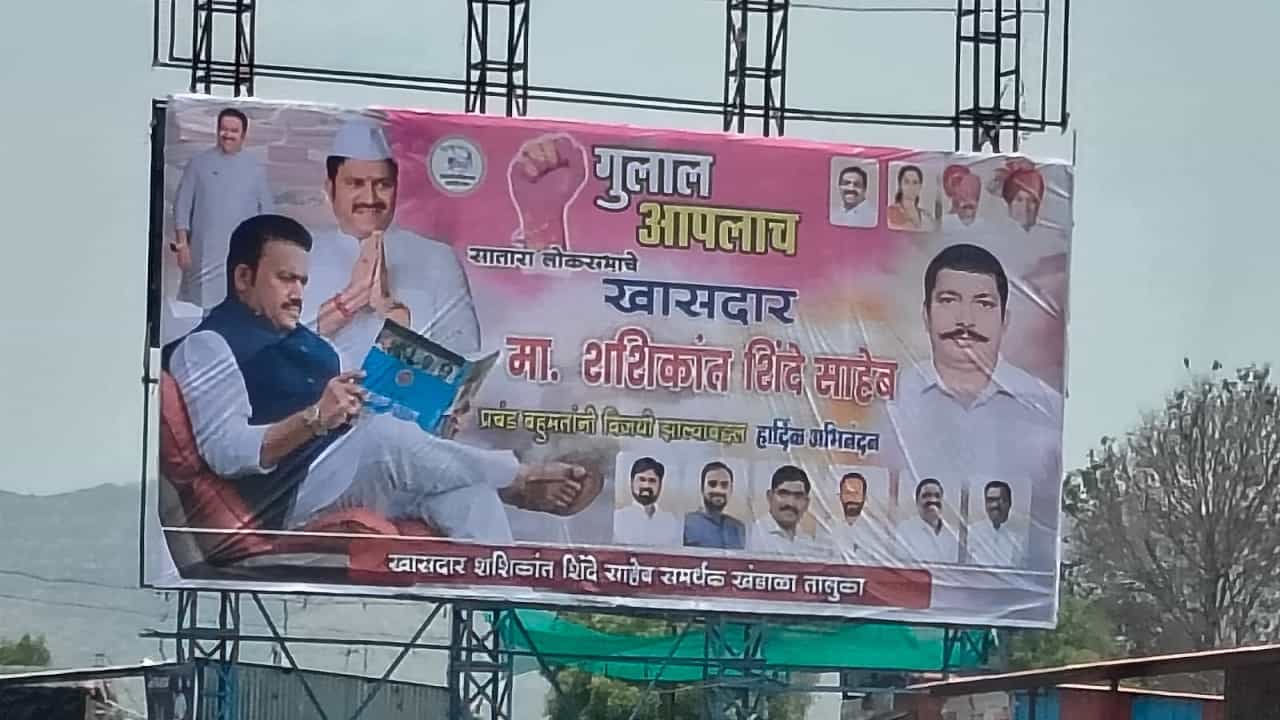 गुलाल
आपलाच
सातारा लोकसभाचे
खासदार
मा. शशिकांत शिंदे साहेब
प्रचंड बहुमतांनी विजयी झाल्याबद्दल हार्दिक अभिनंदन
खासदार शशिकांत शिंदे साहेब समर्थक खंडाळा तालुका